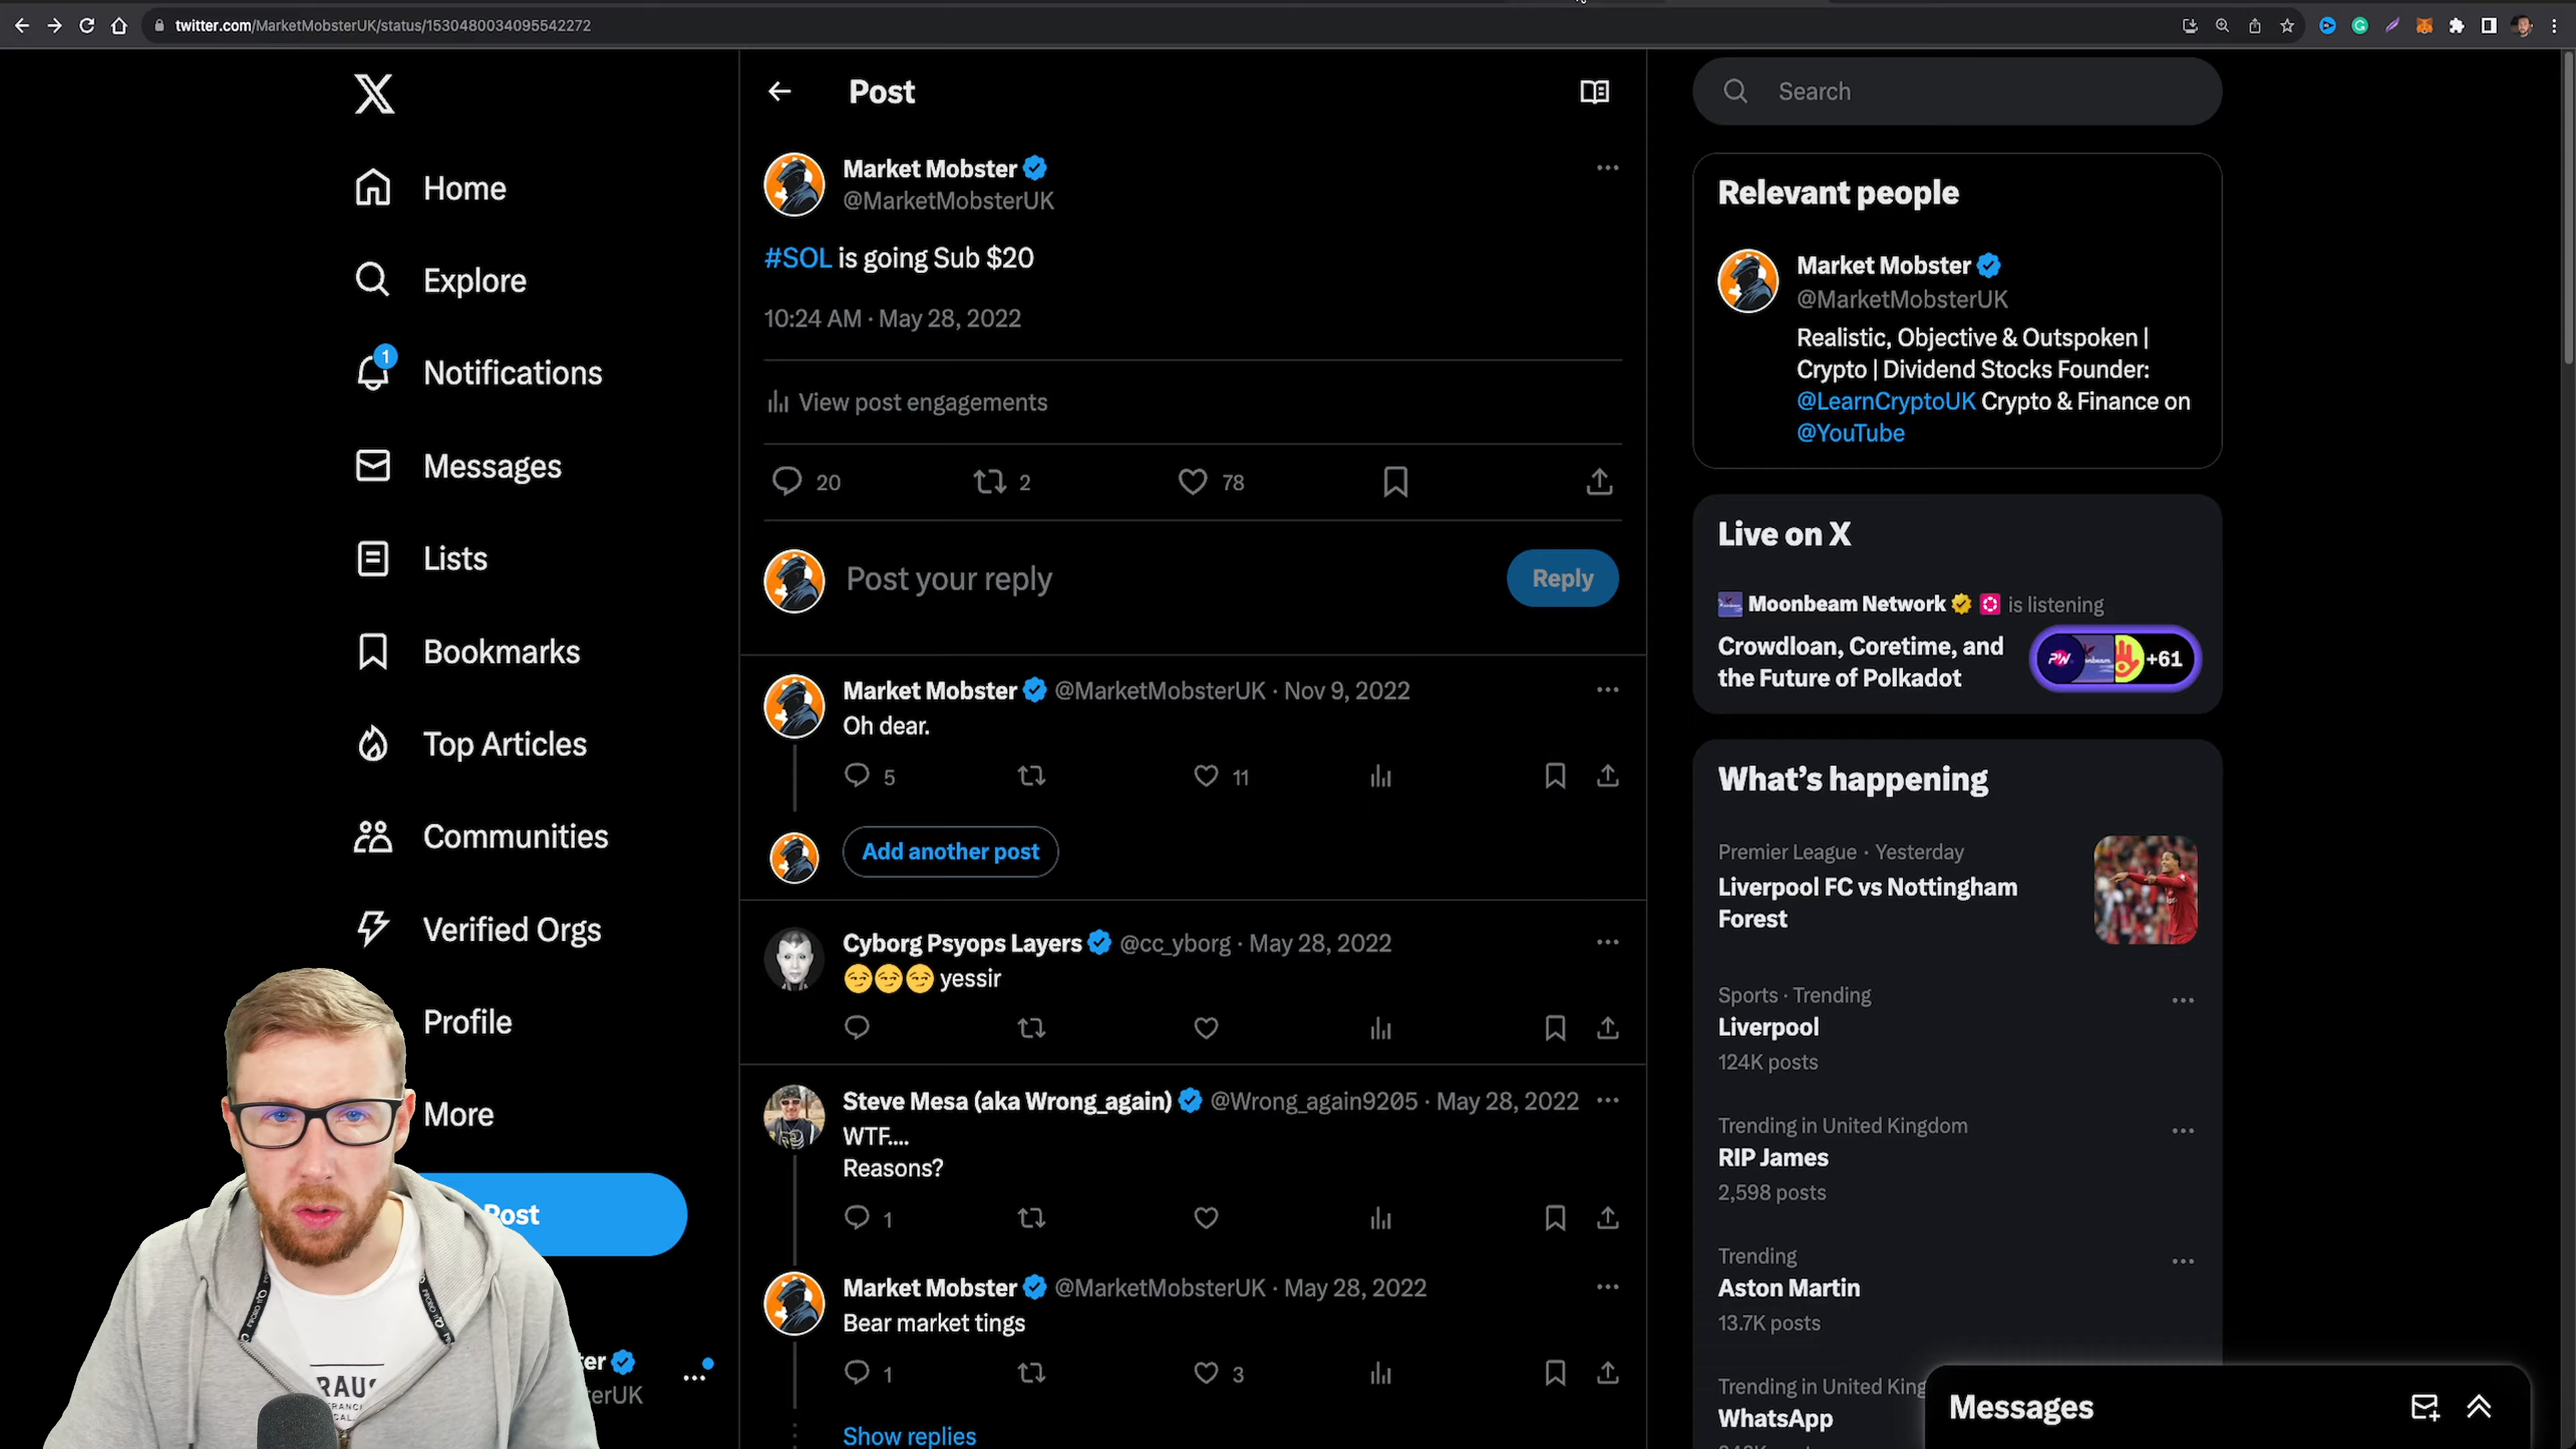 twitter.com/MarketMobsterUK/status/1530480034095542272
Home
Explore
1
Notifications
Messages
Lists
Bookmarks
Top Articles
Communities
Verified Orgs
Profile
More
Post
ter
terUK
Post
Market Mobster
@MarketMobsterUK
#SOL is going Sub $20
10:24 AM · May 28, 2022
View post engagements
20 2 78
Post your reply
Reply
Market Mobster @MarketMobsterUK · Nov 9, 2022
Oh dear.
5 11
Add another post
Cyborg Psyops Layers @cc_yborg · May 28, 2022
😏😏😏 yessir
Steve Mesa (aka Wrong_again) @Wrong_again9205 · May 28, 2022
WTF....
Reasons?
1
Market Mobster @MarketMobsterUK · May 28, 2022
Bear market tings
1 3
Show replies
Search
Relevant people
Market Mobster
@MarketMobsterUK
Realistic, Objective & Outspoken |
Crypto | Dividend Stocks Founder:
@LearnCryptoUK Crypto & Finance on
@YouTube
Live on X
Moonbeam Network is listening
Crowdloan, Coretime, and
the Future of Polkadot
+61
What's happening
Premier League · Yesterday
Liverpool FC vs Nottingham
Forest
Sports · Trending
Liverpool
124K posts
Trending in United Kingdom
RIP James
2,598 posts
Trending
Aston Martin
13.7K posts
Trending in United King
WhatsApp
Messages